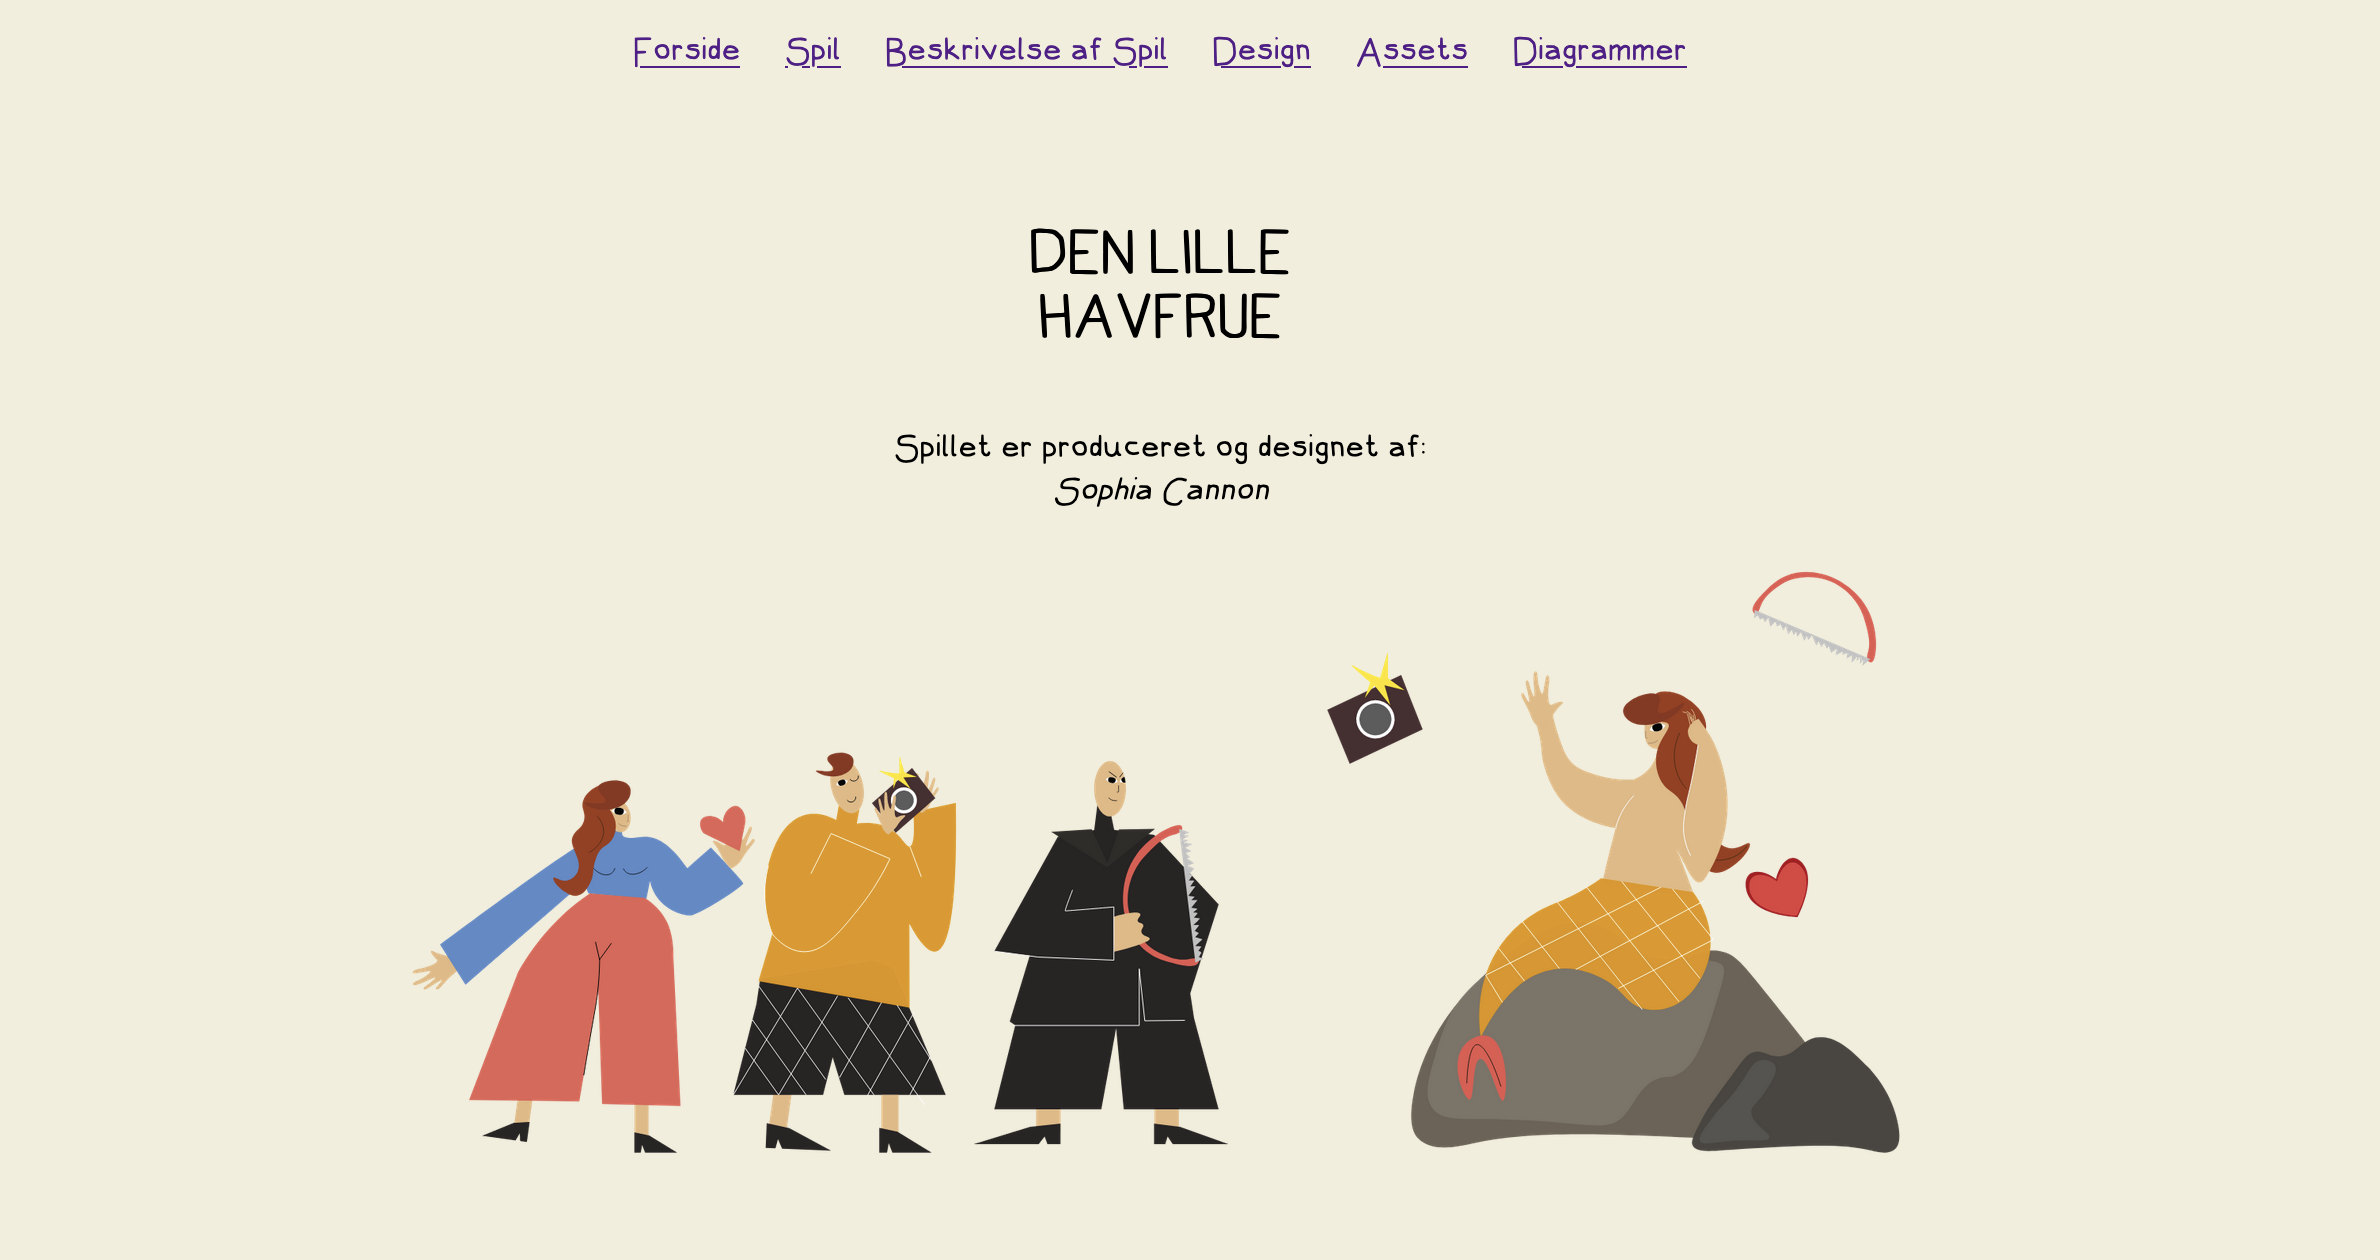 Forside Spil Beskrivelse af Spil Design Assets Diagrammer
DEN LILLE
HAVFRUE
Spillet er produceret og designet af:
Sophia Cannon